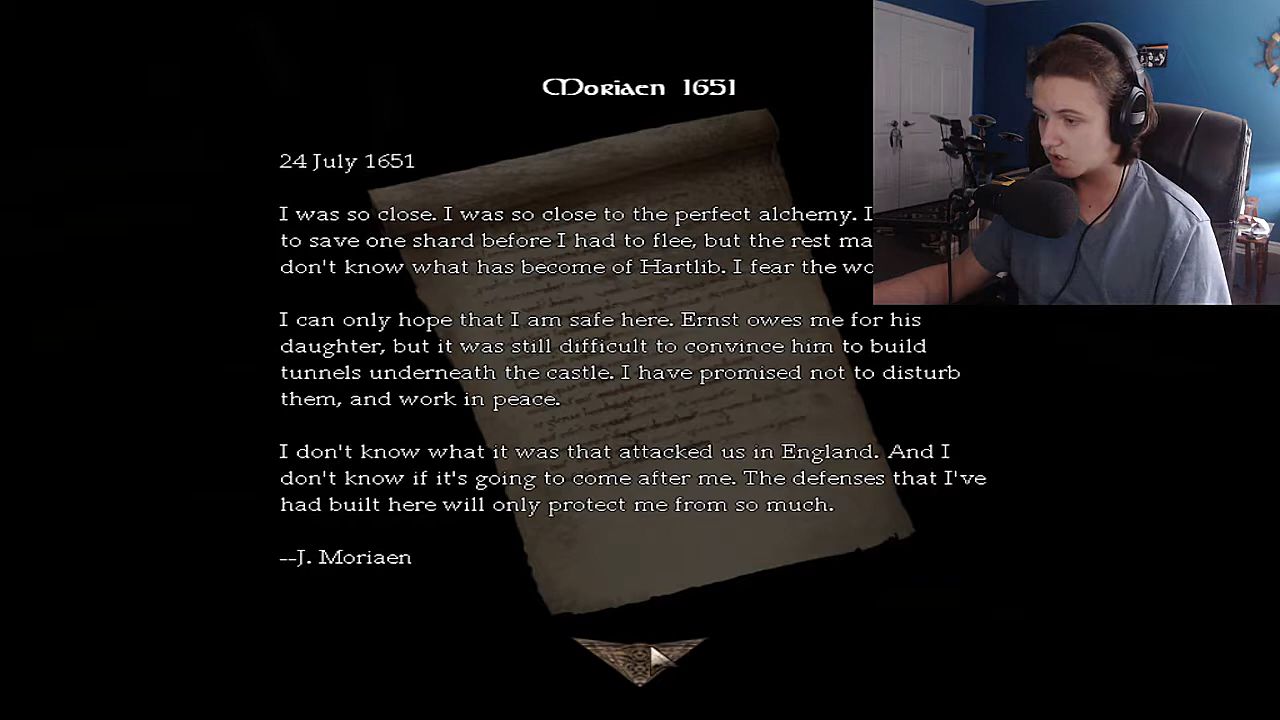 Moriaen 1651
24 July 1651
I was so close. I was so close to the perfect alchemy. I
to save one shard before I had to flee, but the rest
don't know what has become of Hartlib. I fear the
I can only hope that I am safe here. Ernst owes me for his
daughter, but it was still difficult to convince him to build
tunnels underneath the castle. I have promised not to disturb
them, and work in peace.
I don't know what it was that attacked us in England. And I
don't know if it's going to come after me. The defenses that I've
had built here will only protect me from so much.
--J. Moriaen